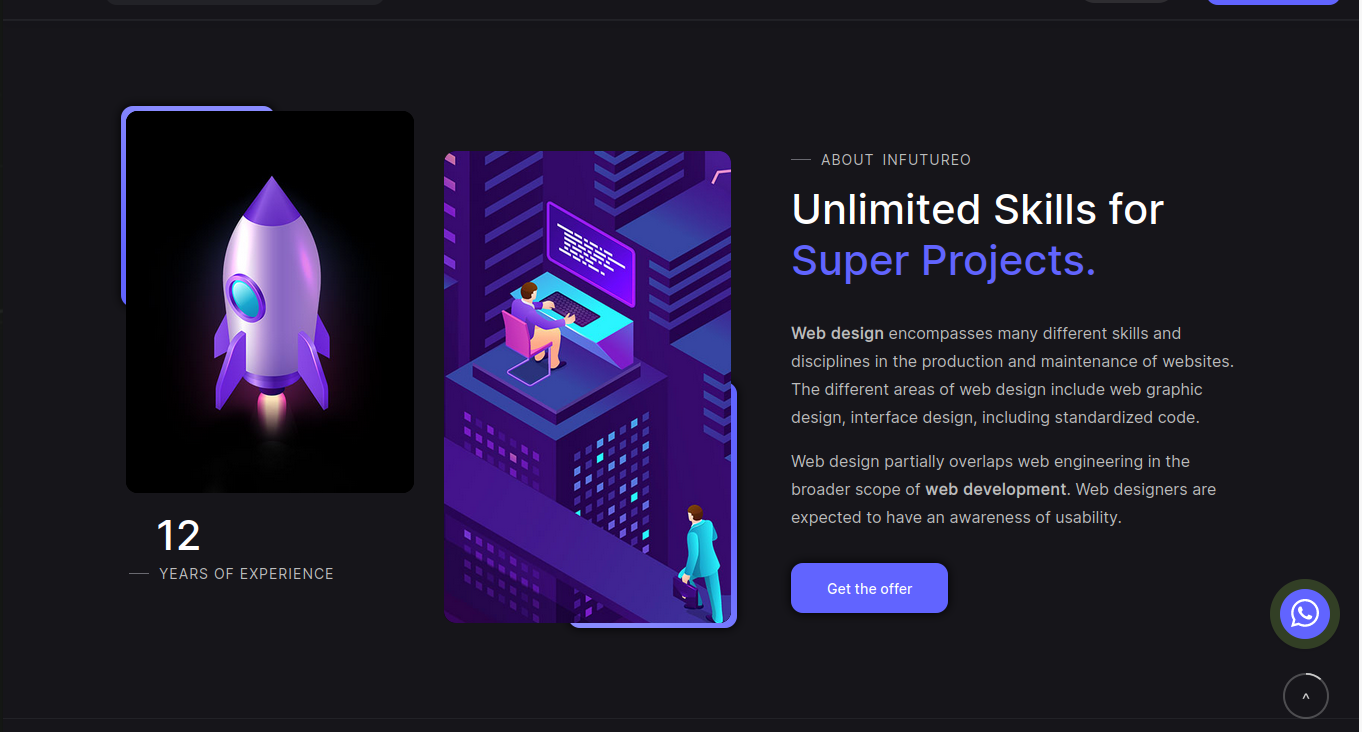 ABOUT INFUTUREO
Unlimited Skills for
Super Projects.
Web design encompasses many different skills and
disciplines in the production and maintenance of websites.
The different areas of web design include web graphic
design, interface design, including standardized code.
Web design partially overlaps web engineering in the
broader scope of web development. Web designers are
expected to have an awareness of usability.
Get the offer
12
YEARS OF EXPERIENCE